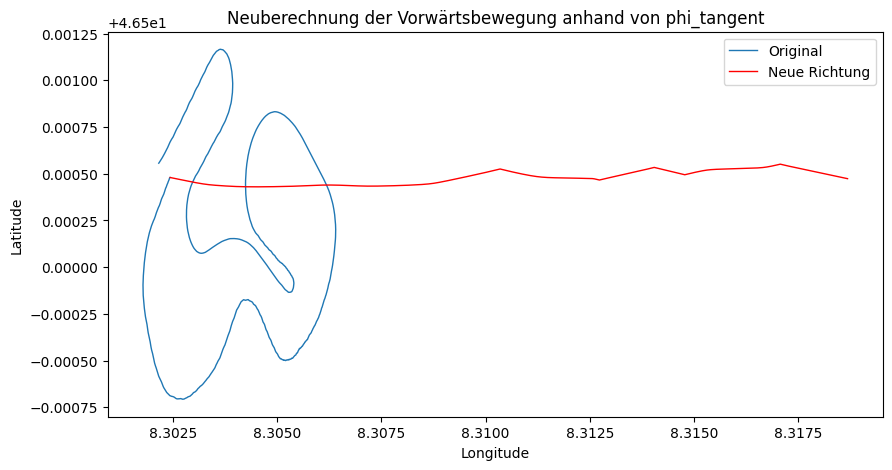 Neuberechnung der Vorwärtsbewegung anhand von phi_tangent
+4.65e1
Original
Neue Richtung
0.00125
0.00100
0.00075
0.00050
0.00025
0.00000
−0.00025
−0.00050
−0.00075
Latitude
8.3025 8.3050 8.3075 8.3100 8.3125 8.3150 8.3175
Longitude